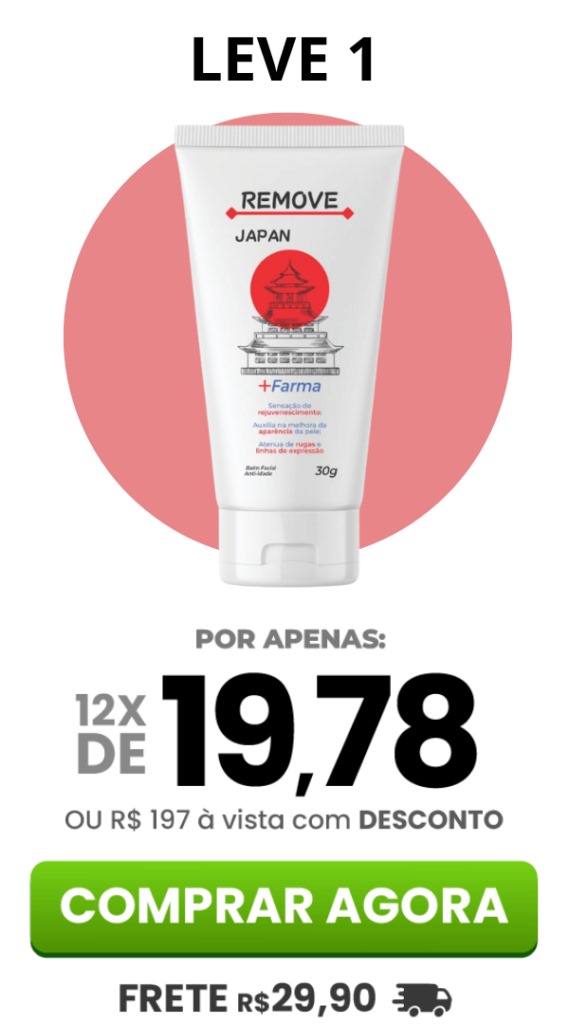 LEVE 1
REMOVE
JAPAN
+Farma
Sensação de
rejuvenescimento;
Auxilia na melhora da
aparência da pele;
Atenua de rugas e
linhas de expressão
Balm Facial
Anti-idade
30g
POR APENAS:
12X
DE
19,78
OU R$ 197 à vista com DESCONTO
COMPRAR AGORA
FRETE R$29,90